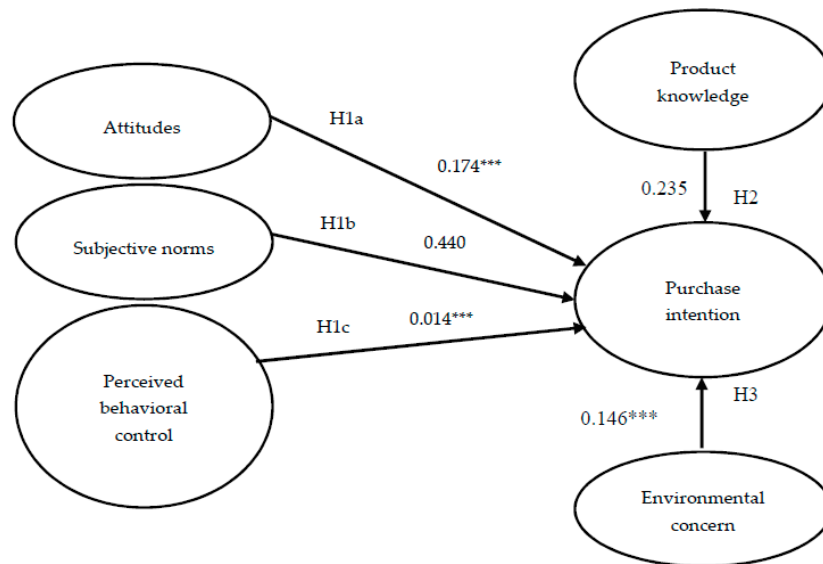 Product
knowledge
Attitudes
H1a
0.174***
0.235
H2
Subjective norms
H1b
0.440
Purchase
intention
H1c
0.014***
Perceived
behavioral
control
H3
0.146***
Environmental
concern